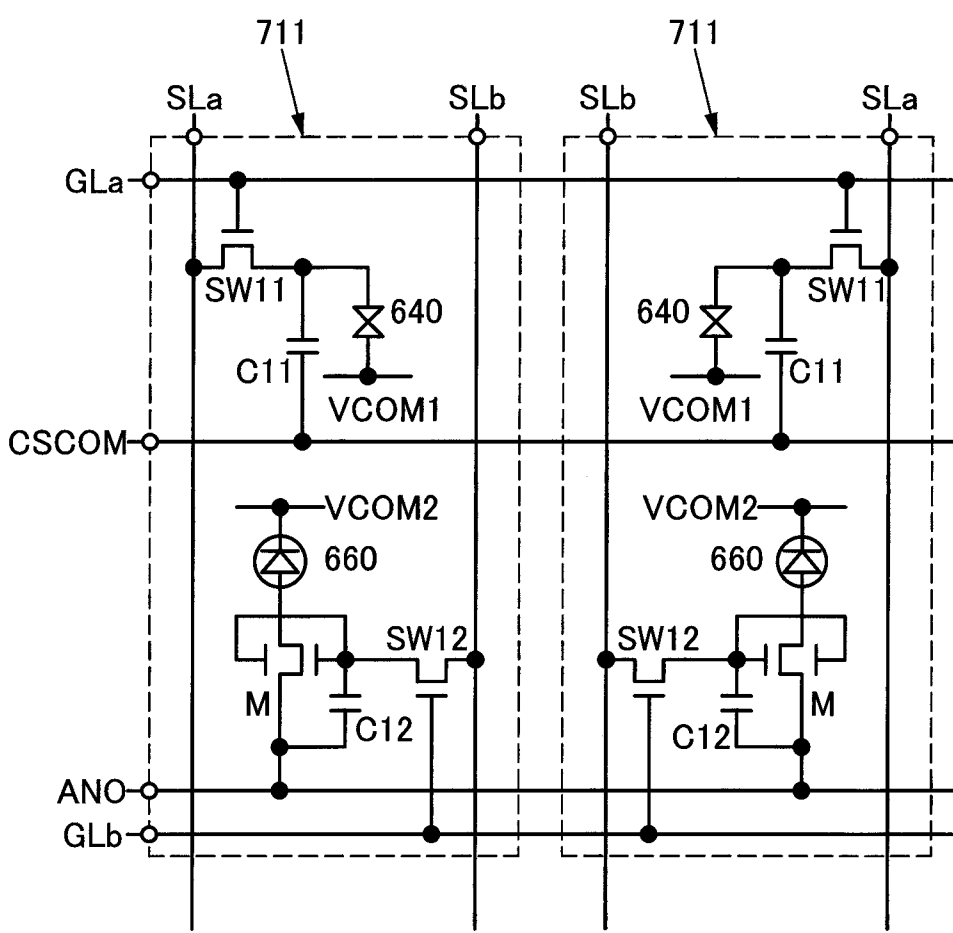 711 711
SLa SLb SLb SLa
GLa
SW11 SW11
640 640
C11 C11
VCOM1 VCOM1
CSCOM
VCOM2 VCOM2
660 660
SW12 SW12
M M
C12 C12
ANO
GLb